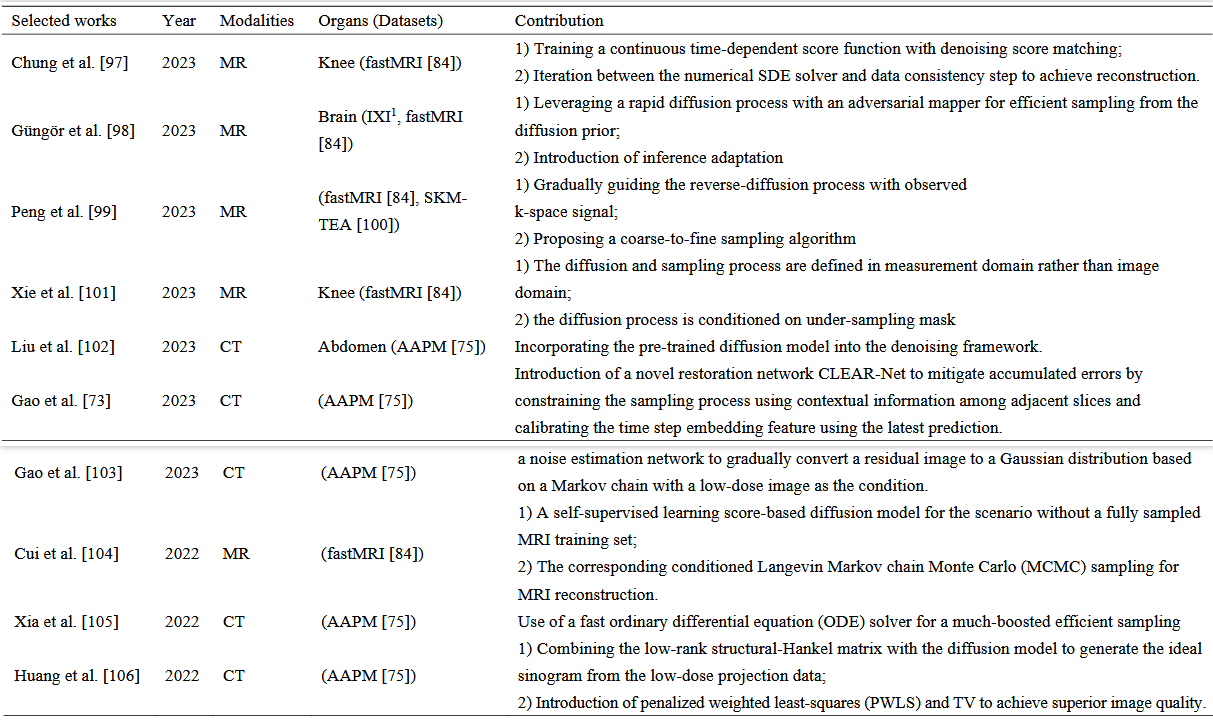 Selected works Year Modalities Organs (Datasets) Contribution
1) Training a continuous time-dependent score function with denoising score matching;
Chung et al. [97] 2023 MR Knee (fastMRI [84])
2) Iteration between the numerical SDE solver and data consistency step to achieve reconstruction.
1) Leveraging a rapid diffusion process with an adversarial mapper for efficient sampling from the
Brain (IXI¹, fastMRI
Güngör et al. [98] 2023 MR diffusion prior;
[84])
2) Introduction of inference adaptation
1) Gradually guiding the reverse-diffusion process with observed
(fastMRI [84], SKM-
Peng et al. [99] 2023 MR k-space signal;
TEA [100])
2) Proposing a coarse-to-fine sampling algorithm
1) The diffusion and sampling process are defined in measurement domain rather than image
Xie et al. [101] 2023 MR Knee (fastMRI [84]) domain;
2) the diffusion process is conditioned on under-sampling mask
Liu et al. [102] 2023 CT Abdomen (AAPM [75]) Incorporating the pre-trained diffusion model into the denoising framework.
Introduction of a novel restoration network CLEAR-Net to mitigate accumulated errors by
Gao et al. [73] 2023 CT (AAPM [75]) constraining the sampling process using contextual information among adjacent slices and
calibrating the time step embedding feature using the latest prediction.
a noise estimation network to gradually convert a residual image to a Gaussian distribution based
Gao et al. [103] 2023 CT (AAPM [75])
on a Markov chain with a low-dose image as the condition.
1) A self-supervised learning score-based diffusion model for the scenario without a fully sampled
MRI training set;
Cui et al. [104] 2022 MR (fastMRI [84])
2) The corresponding conditioned Langevin Markov chain Monte Carlo (MCMC) sampling for
MRI reconstruction.
Xia et al. [105] 2022 CT (AAPM [75]) Use of a fast ordinary differential equation (ODE) solver for a much-boosted efficient sampling
1) Combining the low-rank structural-Hankel matrix with the diffusion model to generate the ideal
Huang et al. [106] 2022 CT (AAPM [75]) sinogram from the low-dose projection data;
2) Introduction of penalized weighted least-squares (PWLS) and TV to achieve superior image quality.